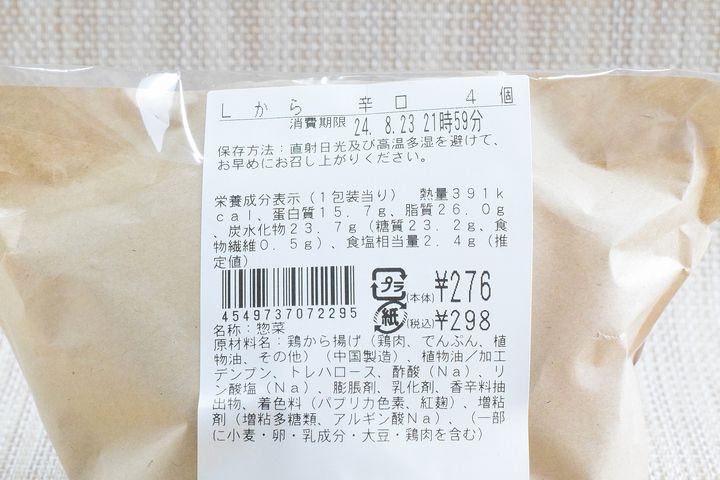 Lから 辛口 4個
消費期限 24. 8.23 21時59分
保存方法：直射日光及び高温多湿を避けて、
お早めにお召し上がりください。
栄養成分表示（1包装当り） 熱量391k
cal、蛋白質15.7g、脂質26.0g
、炭水化物23.7g（糖質23.2g、食
物繊維0.5g）、食塩相当量2.4g（推
定値）
プラ (本体) ¥276
紙 (税込) ¥298
4549737072295
名称：惣菜
原材料名：鶏から揚げ（鶏肉、でんぷん、植
物油、その他）（中国製造）、植物油／加工
デンプン、トレハロース、酢酸（Na）、リ
ン酸塩（Na）、膨脹剤、乳化剤、香辛料抽
出物、着色料（パプリカ色素、紅麹）、増粘
剤（増粘多糖類、アルギン酸Na）、（一部
に小麦・卵・乳成分・大豆・鶏肉を含む）